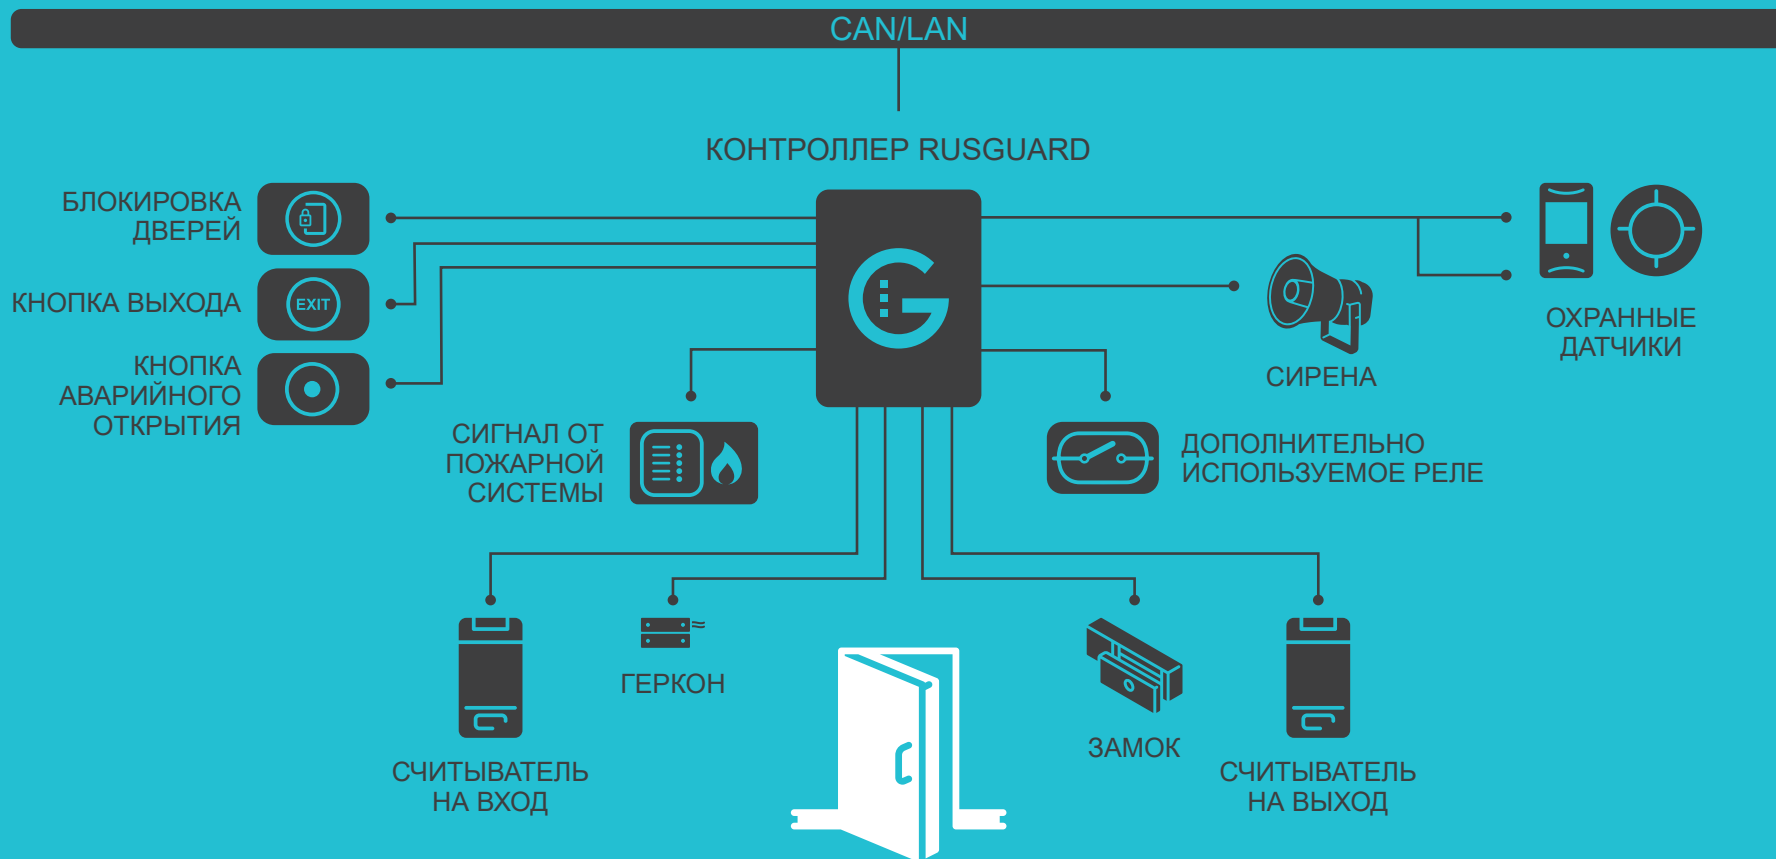 CAN/LAN
КОНТРОЛЛЕР RUSGUARD
БЛОКИРОВКА
ДВЕРЕЙ
КНОПКА ВЫХОДА
EXIT
КНОПКА
АВАРИЙНОГО
ОТКРЫТИЯ
СИГНАЛ ОТ
ПОЖАРНОЙ
СИСТЕМЫ
ОХРАННЫЕ
ДАТЧИКИ
СИРЕНА
ДОПОЛНИТЕЛЬНО
ИСПОЛЬЗУЕМОЕ РЕЛЕ
СЧИТЫВАТЕЛЬ
НА ВХОД
ГЕРКОН
ЗАМОК
СЧИТЫВАТЕЛЬ
НА ВЫХОД